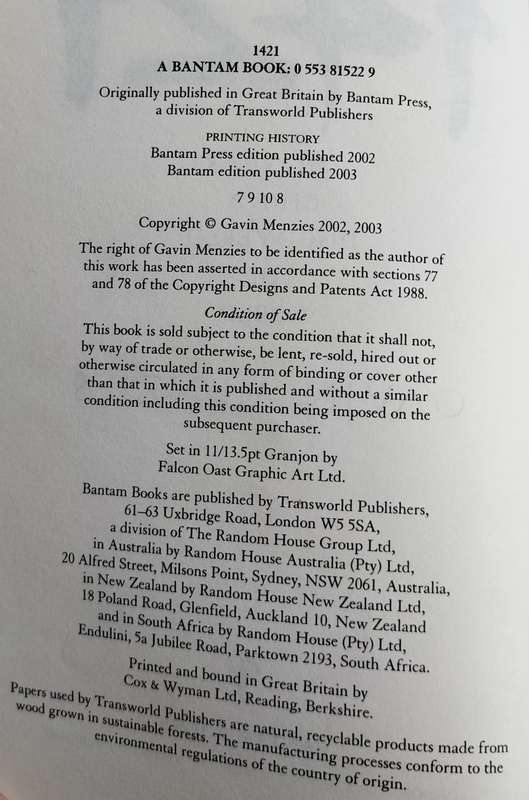 1421
A BANTAM BOOK: 0 553 81522 9
Originally published in Great Britain by Bantam Press,
a division of Transworld Publishers
PRINTING HISTORY
Bantam Press edition published 2002
Bantam edition published 2003
7 9 10 8
Copyright © Gavin Menzies 2002, 2003
The right of Gavin Menzies to be identified as the author of
this work has been asserted in accordance with sections 77
and 78 of the Copyright Designs and Patents Act 1988.
Condition of Sale
This book is sold subject to the condition that it shall not,
by way of trade or otherwise, be lent, re-sold, hired out or
otherwise circulated in any form of binding or cover other
than that in which it is published and without a similar
condition including this condition being imposed on the
subsequent purchaser.
Set in 11/13.5pt Granjon by
Falcon Oast Graphic Art Ltd.
Bantam Books are published by Transworld Publishers,
61–63 Uxbridge Road, London W5 5SA,
a division of The Random House Group Ltd,
in Australia by Random House Australia (Pty) Ltd,
20 Alfred Street, Milsons Point, Sydney, NSW 2061, Australia,
in New Zealand by Random House New Zealand Ltd,
18 Poland Road, Glenfield, Auckland 10, New Zealand
and in South Africa by Random House (Pty) Ltd,
Endulini, 5a Jubilee Road, Parktown 2193, South Africa.
Printed and bound in Great Britain by
Cox & Wyman Ltd, Reading, Berkshire.
Papers used by Transworld Publishers are natural, recyclable products made from
wood grown in sustainable forests. The manufacturing processes conform to the
environmental regulations of the country of origin.